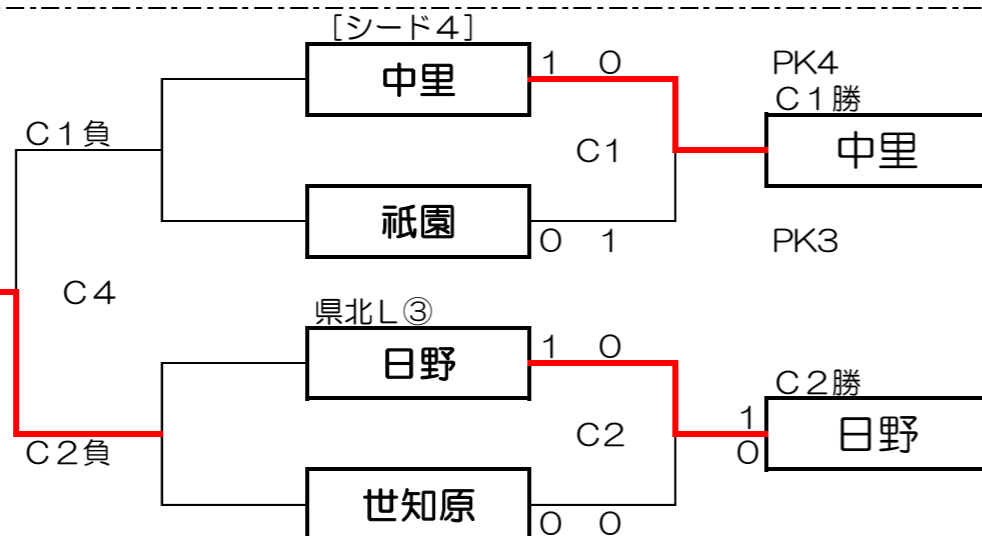 [シード4]
中里
1 0
PK4
C1勝
中里
C1負
C1
祇園
0 1
PK3
C4
県北L③
日野
1 0
C2勝
1
0
日野
C2負
C2
世知原
0 0